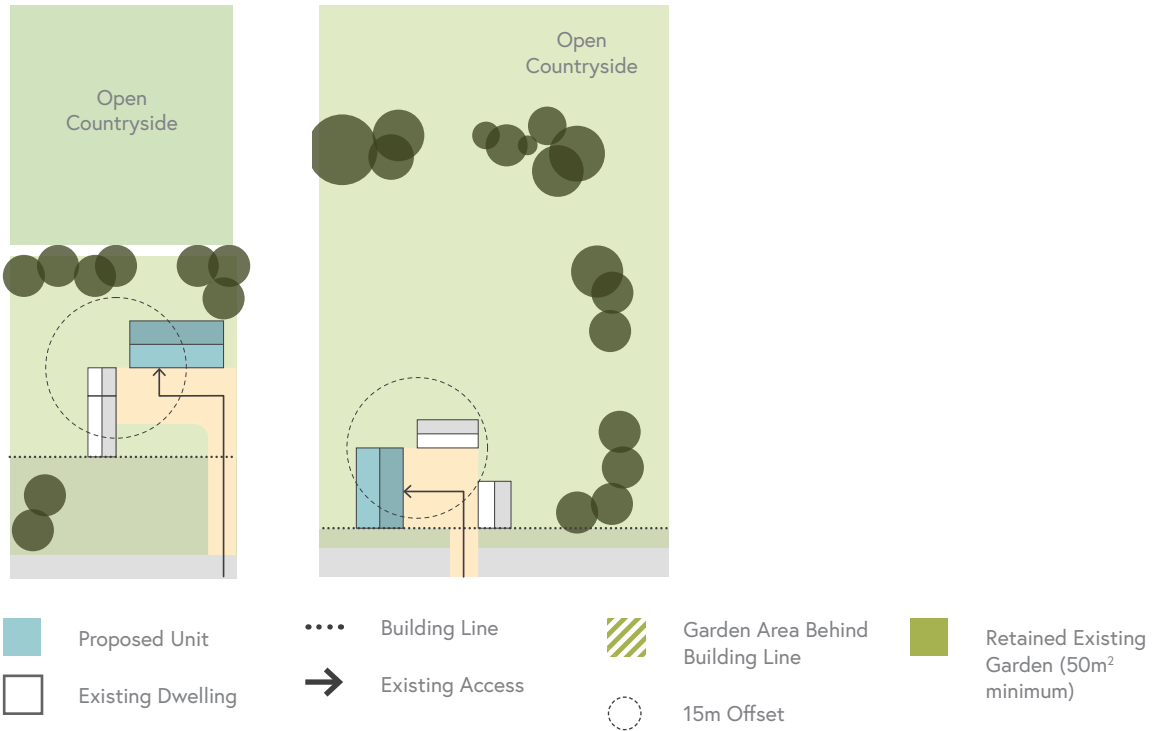 Open
Countryside
Open
Countryside
Proposed Unit
Existing Dwelling
Building Line
Existing Access
Garden Area Behind
Building Line
15m Offset
Retained Existing
Garden (50m²
minimum)